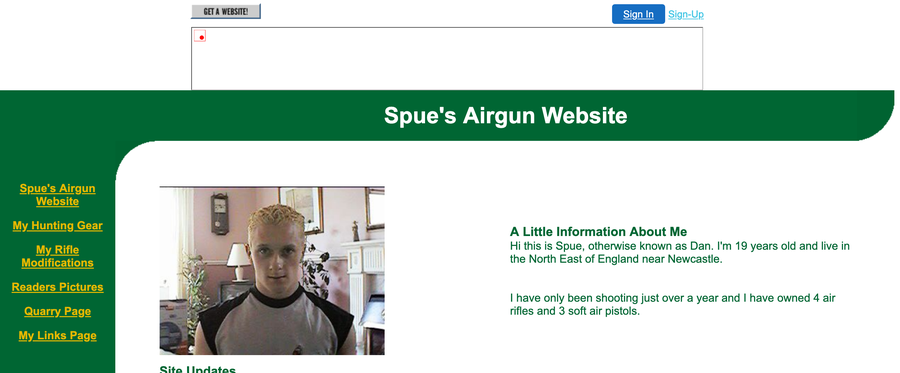 GET A WEBSITE!
Sign In
Sign-Up
Spue's Airgun Website
Spue's Airgun
Website
My Hunting Gear
My Rifle
Modifications
Readers Pictures
Quarry Page
My Links Page
A Little Information About Me
Hi this is Spue, otherwise known as Dan. I'm 19 years old and live in
the North East of England near Newcastle.
I have only been shooting just over a year and I have owned 4 air
rifles and 3 soft air pistols.
Site Updates